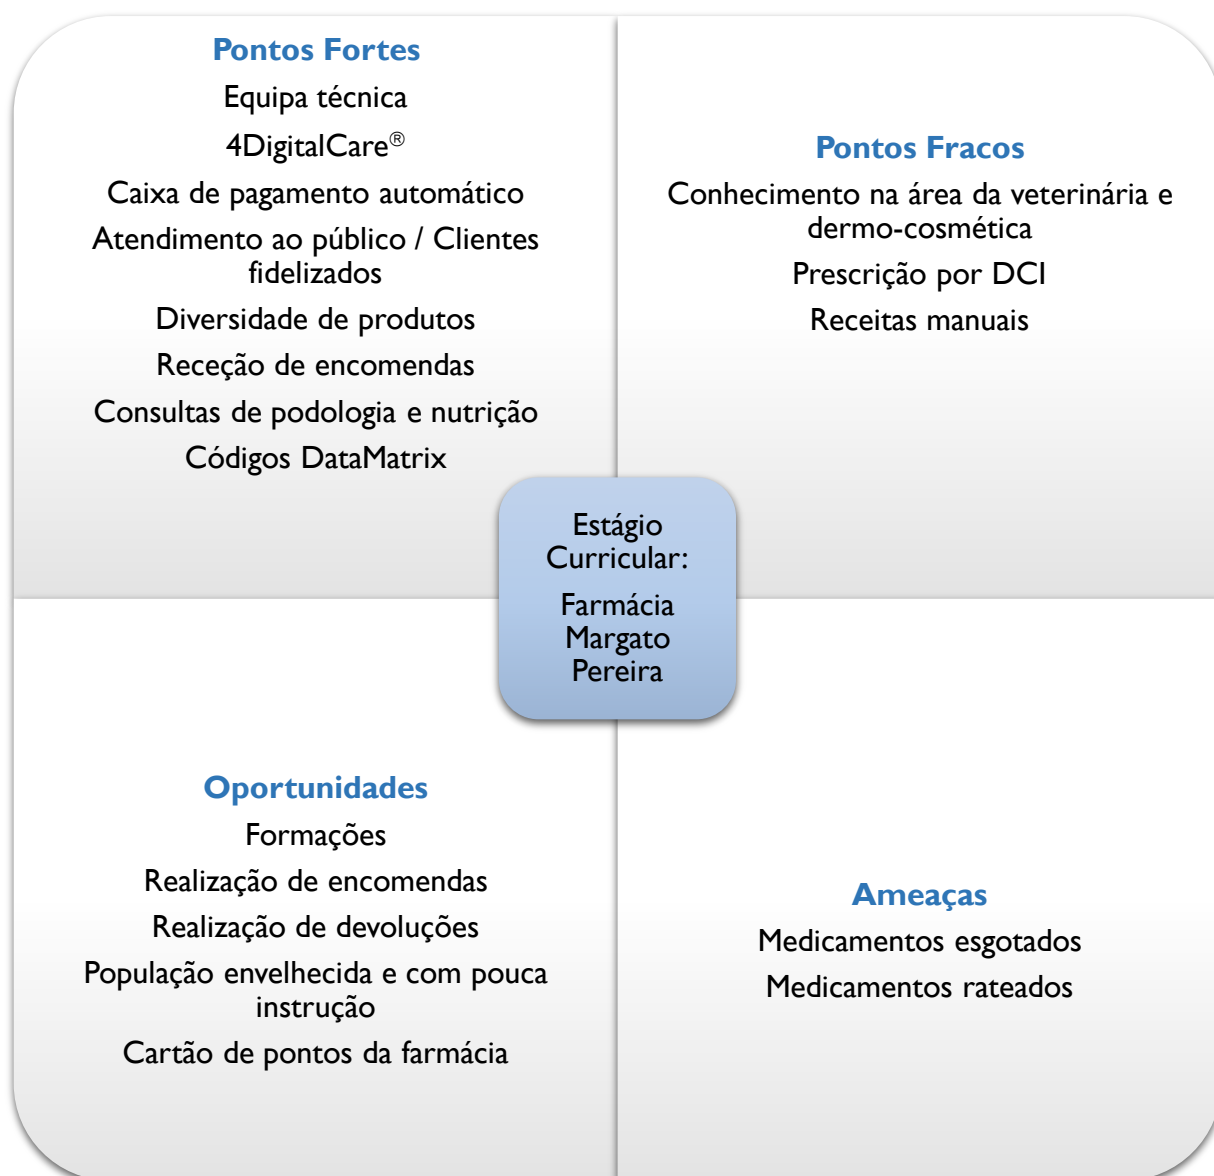 Pontos Fortes
Equipa técnica
4DigitalCare®
Caixa de pagamento automático
Atendimento ao público / Clientes
fidelizados
Diversidade de produtos
Receção de encomendas
Consultas de podologia e nutrição
Códigos DataMatrix
Pontos Fracos
Conhecimento na área da veterinária e
dermo-cosmética
Prescrição por DCI
Receitas manuais
Estágio
Curricular:
Farmácia
Margato
Pereira
Oportunidades
Formações
Realização de encomendas
Realização de devoluções
População envelhecida e com pouca
instrução
Cartão de pontos da farmácia
Ameaças
Medicamentos esgotados
Medicamentos rateados